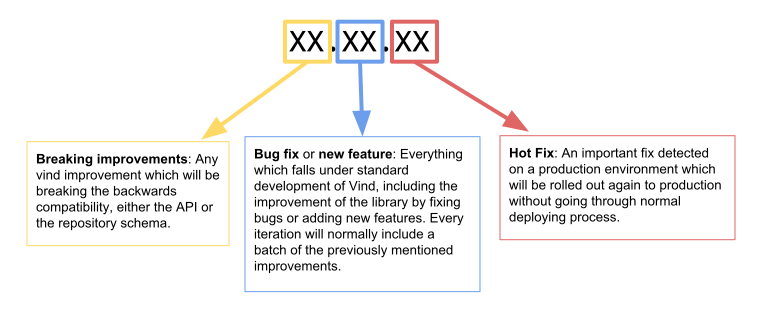 XX.XX.XX
Breaking improvements: Any
vind improvement which will be
breaking the backwards
compatibility, either the API or
the repository schema.
Bug fix or new feature: Everything
which falls under standard
development of Vind, including the
improvement of the library by fixing
bugs or adding new features. Every
iteration will normally include a
batch of the previously mentioned
improvements.
Hot Fix: An important fix detected
on a production environment which
will be rolled out again to production
without going through normal
deploying process.